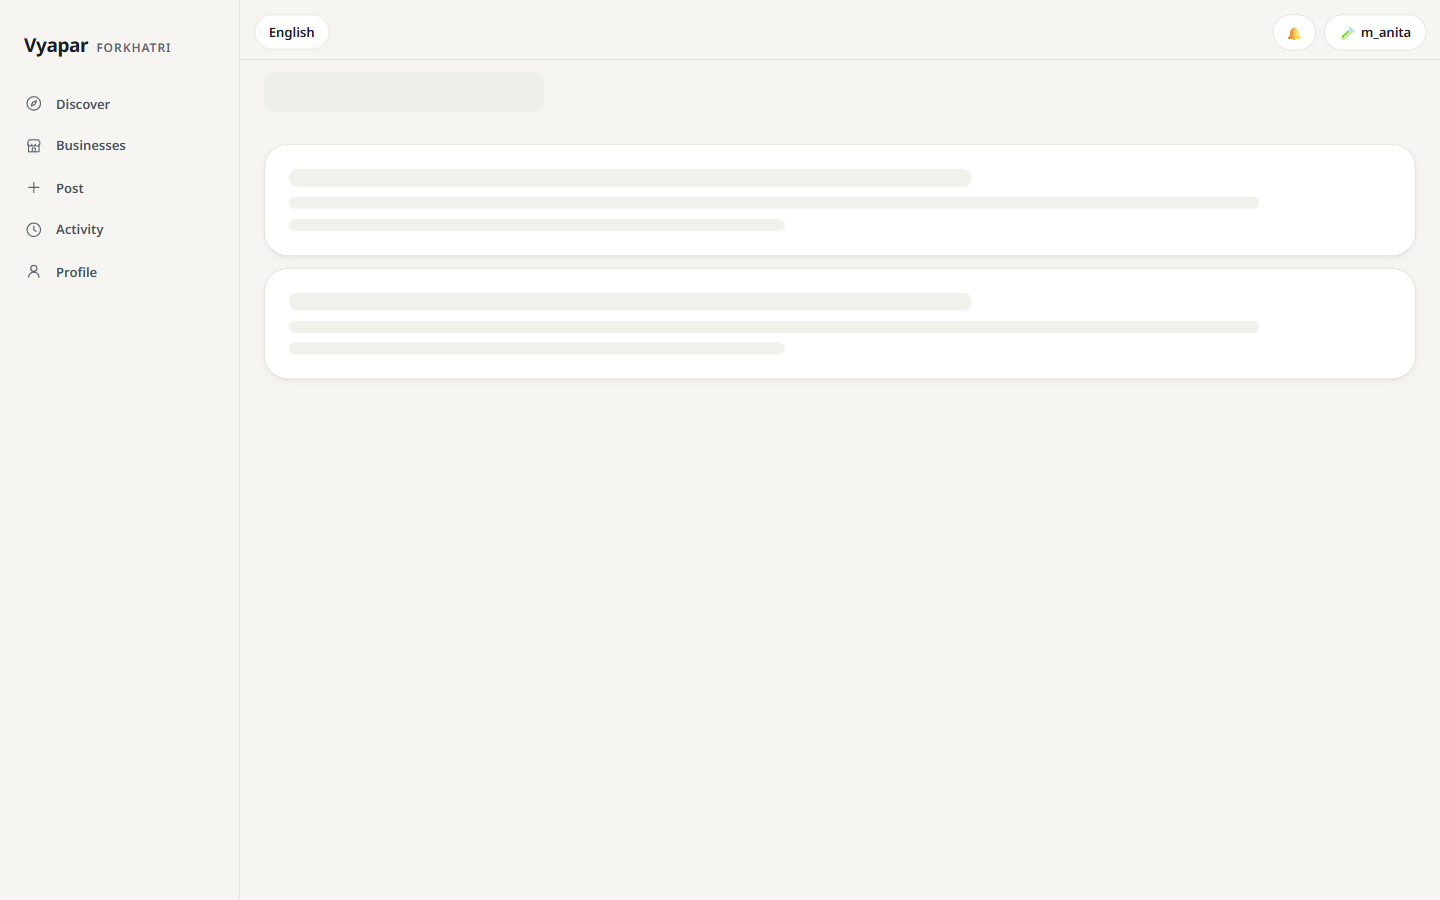 Vyapar FORKHATRI
English
m_anita
Discover
Businesses
Post
Activity
Profile